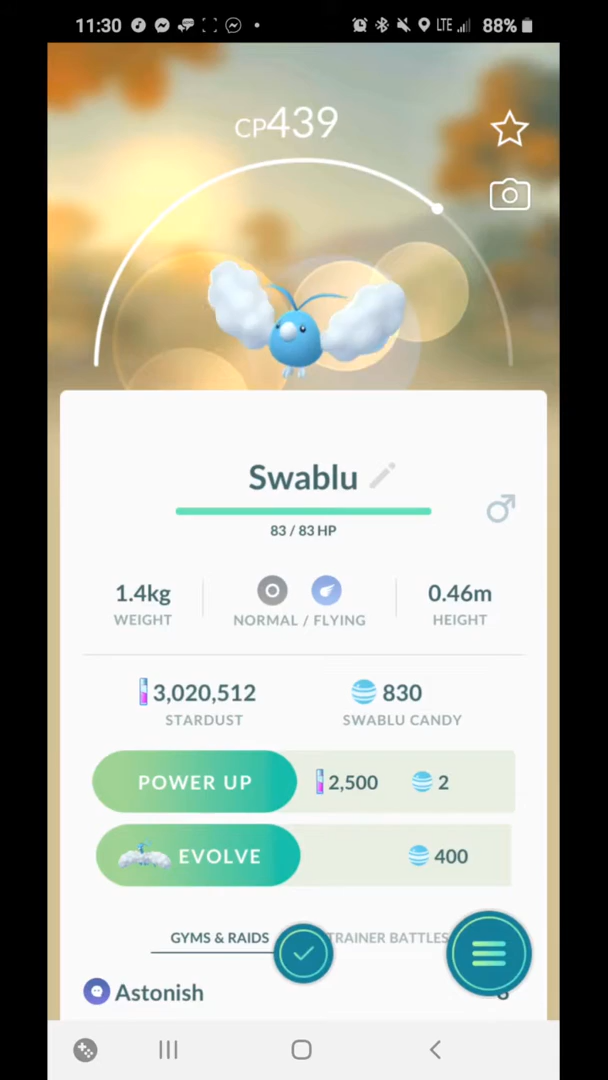 11:30 LTE 88%
CP439
Swablu
83 / 83 HP
1.4kg
WEIGHT
NORMAL / FLYING
0.46m
HEIGHT
3,020,512
STARDUST
830
SWABLU CANDY
POWER UP 2,500 2
EVOLVE 400
GYMS & RAIDS TRAINER BATTLES
Astonish